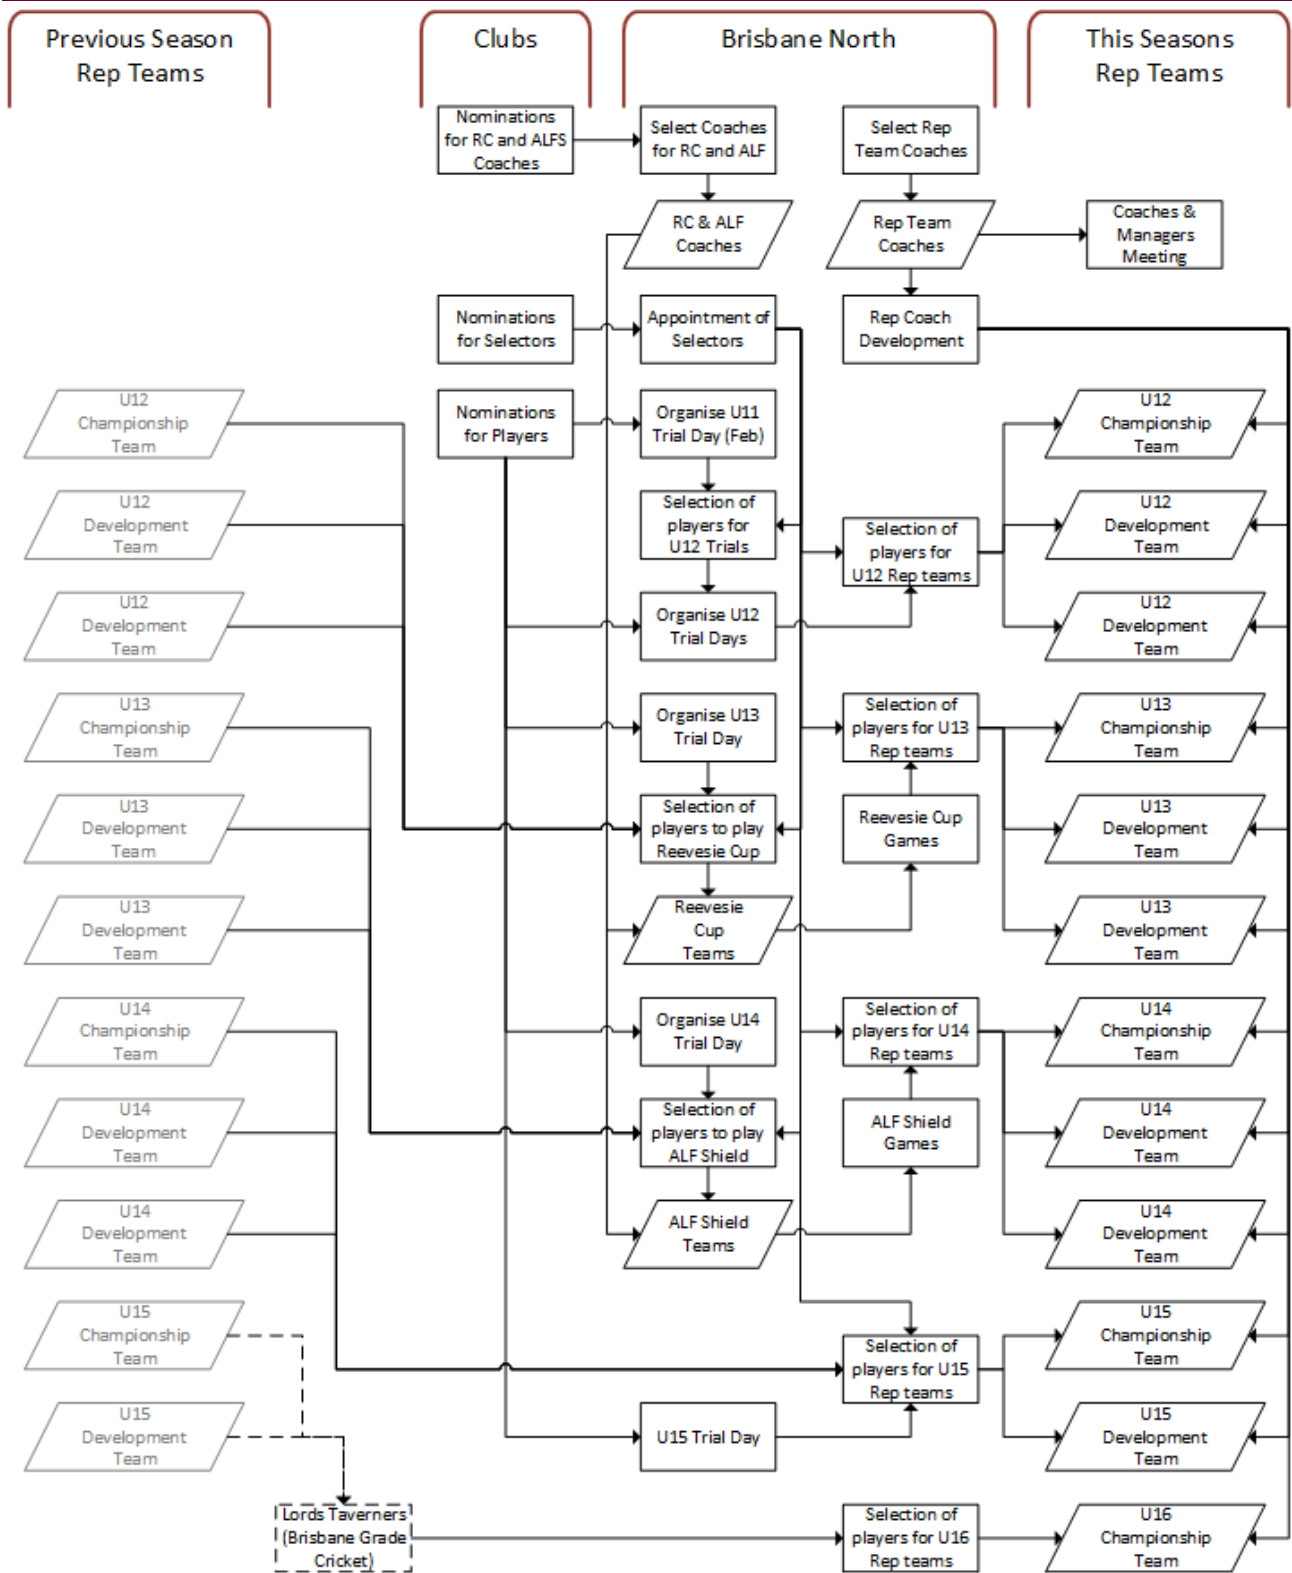 Previous Season
Rep Teams
Clubs
Brisbane North
This Seasons
Rep Teams
Nominations
for RC and ALFS
Coaches
Select Coaches
for RC and ALF
Select Rep
Team Coaches
RC & ALF
Coaches
Rep Team
Coaches
Coaches &
Managers
Meeting
Nominations
for Selectors
Appointment of
Selectors
Rep Coach
Development
U12
Championship
Team
Nominations
for Players
Organise U11
Trial Day (Feb)
U12
Championship
Team
U12
Development
Team
Selection of
players for
U12 Trials
Selection of
players for
U12 Rep teams
U12
Development
Team
U12
Development
Team
Organise U12
Trial Days
U12
Development
Team
U13
Championship
Team
Organise U13
Trial Day
Selection of
players for U13
Rep teams
U13
Championship
Team
U13
Development
Team
Selection of
players to play
Reevesie Cup
Reevesie Cup
Games
U13
Development
Team
U13
Development
Team
Reevesie
Cup
Teams
U13
Development
Team
U14
Championship
Team
Organise U14
Trial Day
Selection of
players for U14
Rep teams
U14
Championship
Team
U14
Development
Team
Selection of
players to play
ALF Shield
ALF Shield
Games
U14
Development
Team
U14
Development
Team
ALF Shield
Teams
U14
Development
Team
U15
Championship
Team
Selection of
players for U15
Rep teams
U15
Championship
Team
U15
Development
Team
U15 Trial Day
U15
Development
Team
Lords Taverners
(Brisbane Grade
Cricket)
Selection of
players for U16
Rep teams
U16
Championship
Team